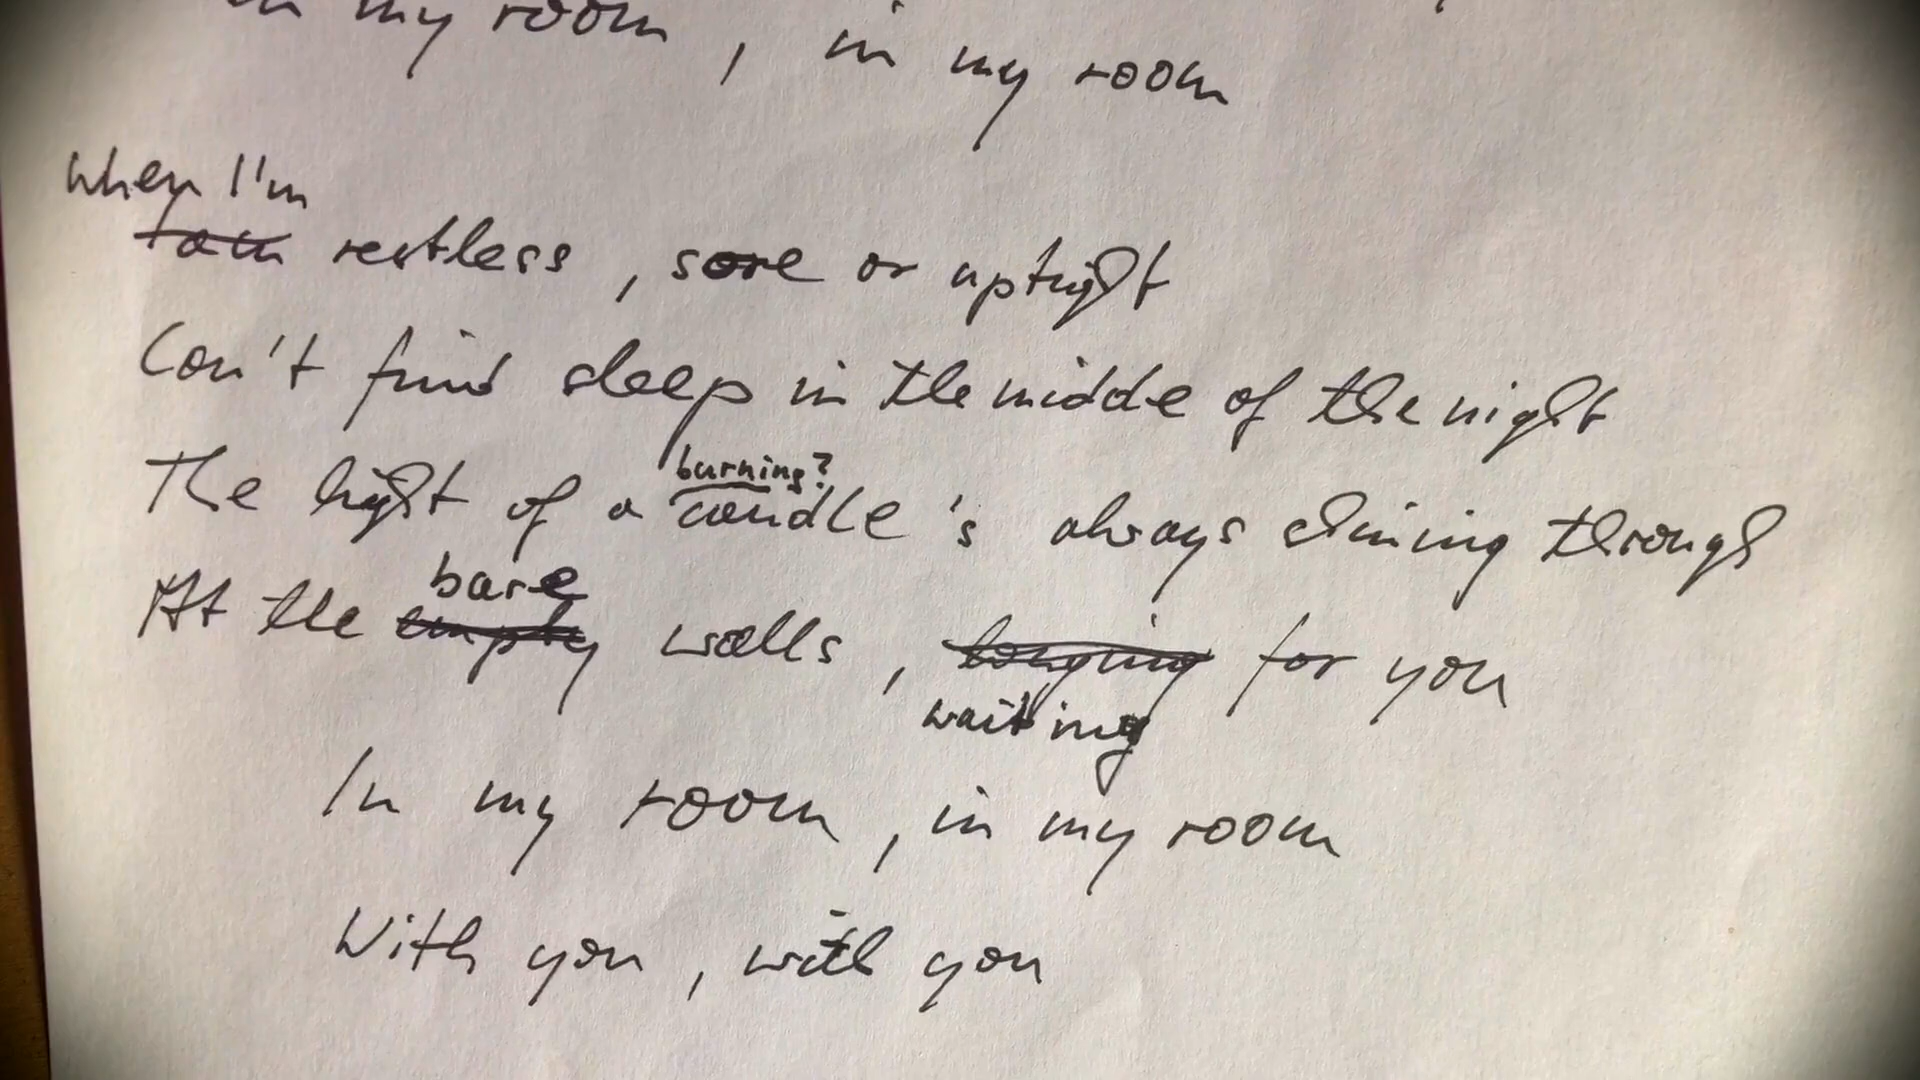 in my room, in my room
When I'm
I am restless, sore or uptight
Can't find sleep in the middle of the night
burning?
The light of a candle's always shining through
bare
At the empty walls, longing for you
waiting
In my room, in my room
With you, with you